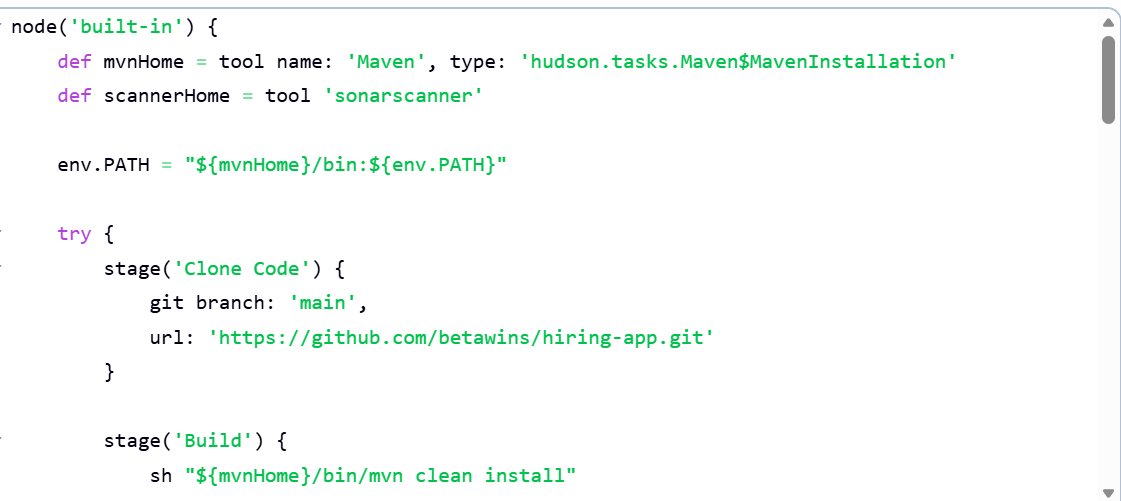 node('built-in') {
    def mvnHome = tool name: 'Maven', type: 'hudson.tasks.Maven$MavenInstallation'
    def scannerHome = tool 'sonarscanner'

    env.PATH = "${mvnHome}/bin:${env.PATH}"

    try {
        stage('Clone Code') {
            git branch: 'main',
            url: 'https://github.com/betawins/hiring-app.git'
        }

        stage('Build') {
            sh "${mvnHome}/bin/mvn clean install"